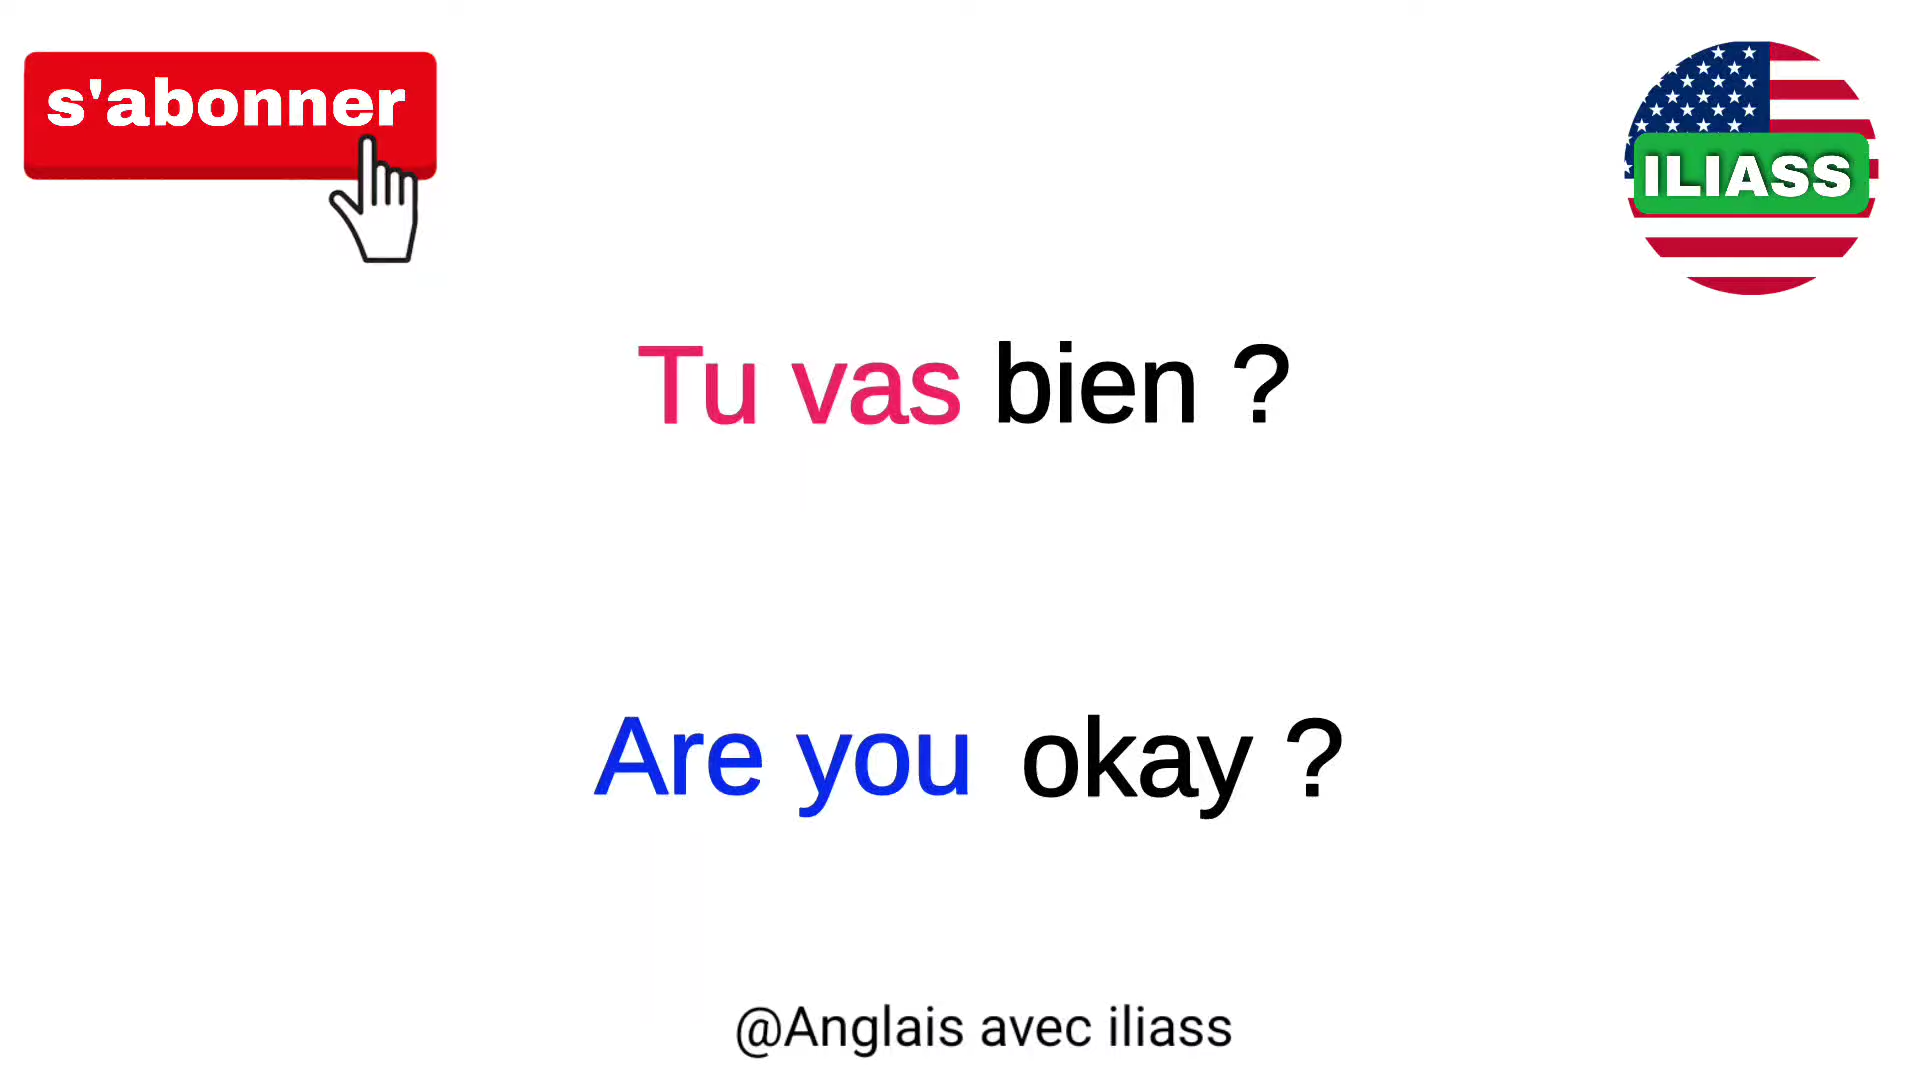 s'abonner
ILIASS
Tu vas bien ?
Are you okay ?
@Anglais avec iliass